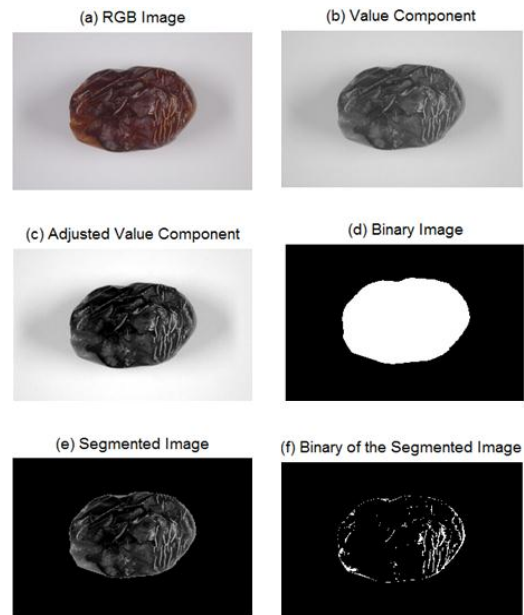 (a) RGB Image
(b) Value Component
(c) Adjusted Value Component
(d) Binary Image
(e) Segmented Image
(f) Binary of the Segmented Image